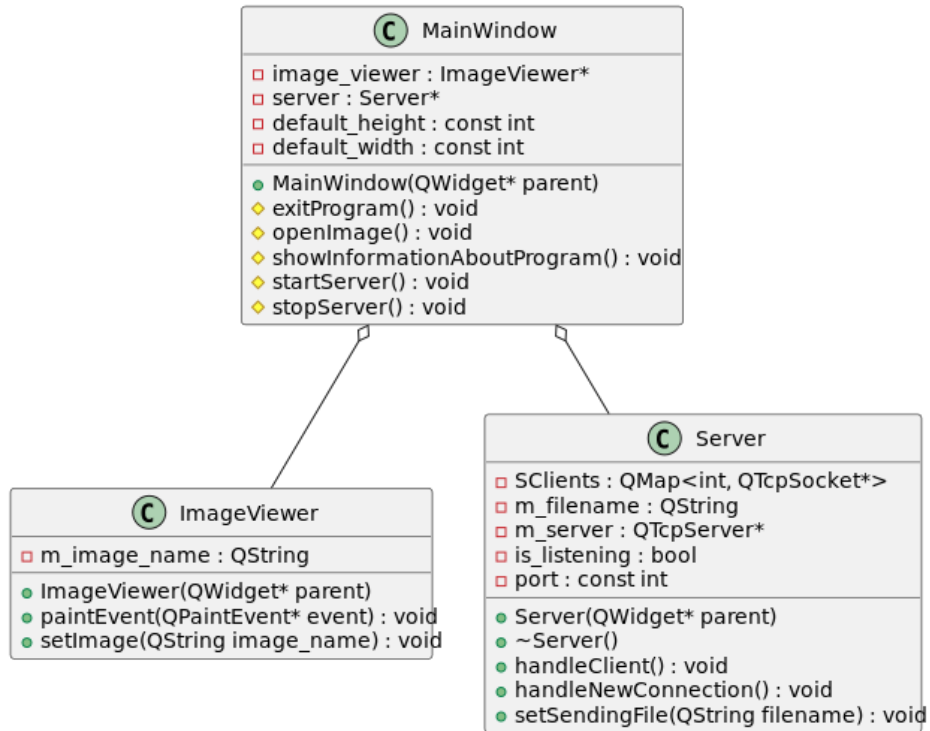 C MainWindow
image_viewer : ImageViewer*
server : Server*
default_height : const int
default_width : const int
MainWindow(QWidget* parent)
exitProgram() : void
openImage() : void
showInformationAboutProgram() : void
startServer() : void
stopServer() : void
C ImageViewer
m_image_name : QString
ImageViewer(QWidget* parent)
paintEvent(QPaintEvent* event) : void
setImage(QString image_name) : void
C Server
SClients : QMap<int, QTcpSocket*>
m_filename : QString
m_server : QTcpServer*
is_listening : bool
port : const int
Server(QWidget* parent)
~Server()
handleClient() : void
handleNewConnection() : void
setSendingFile(QString filename) : void